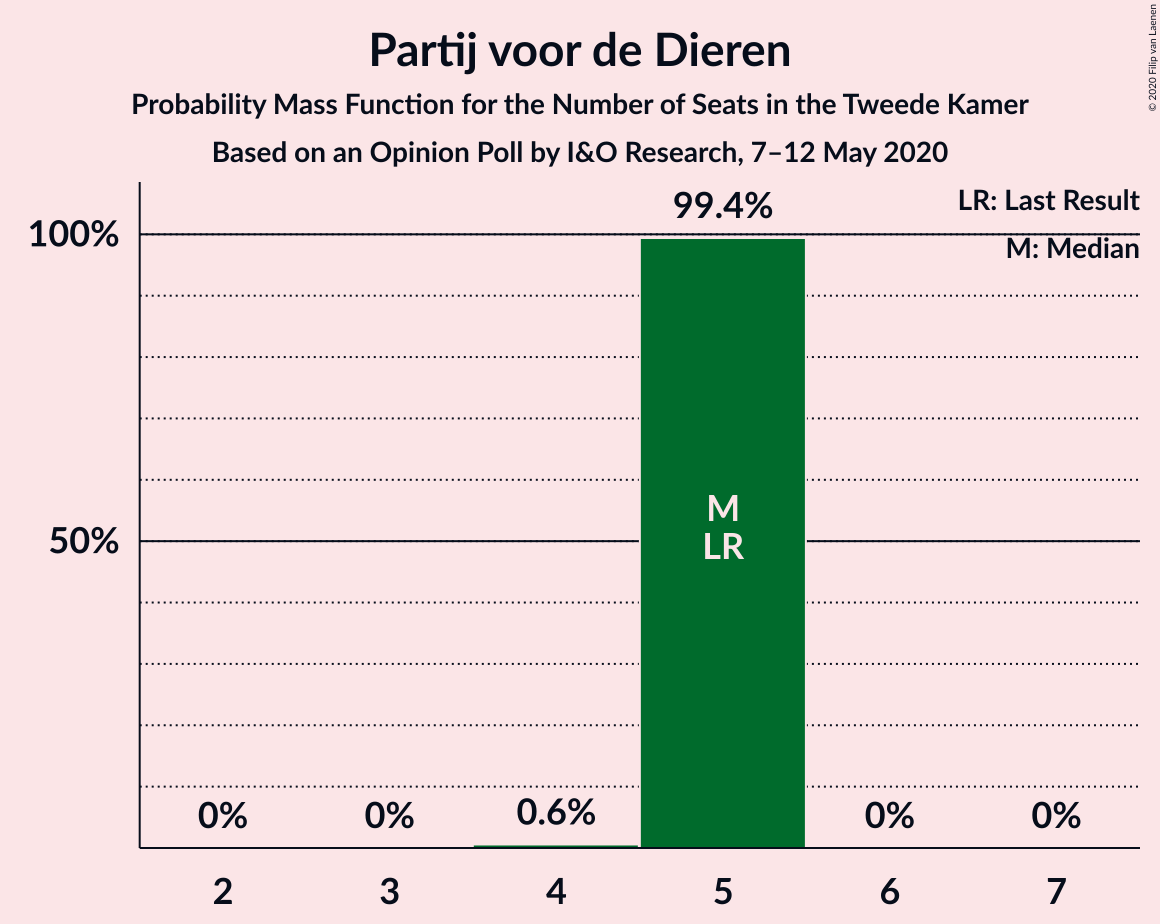 Partij voor de Dieren
Probability Mass Function for the Number of Seats in the Tweede Kamer
Based on an Opinion Poll by I&O Research, 7–12 May 2020
© 2020 Filip van Laenen
LR: Last Result
M: Median
100%
50%
99.4%
M
LR
0%
0%
0.6%
0%
0%
2
3
4
5
6
7